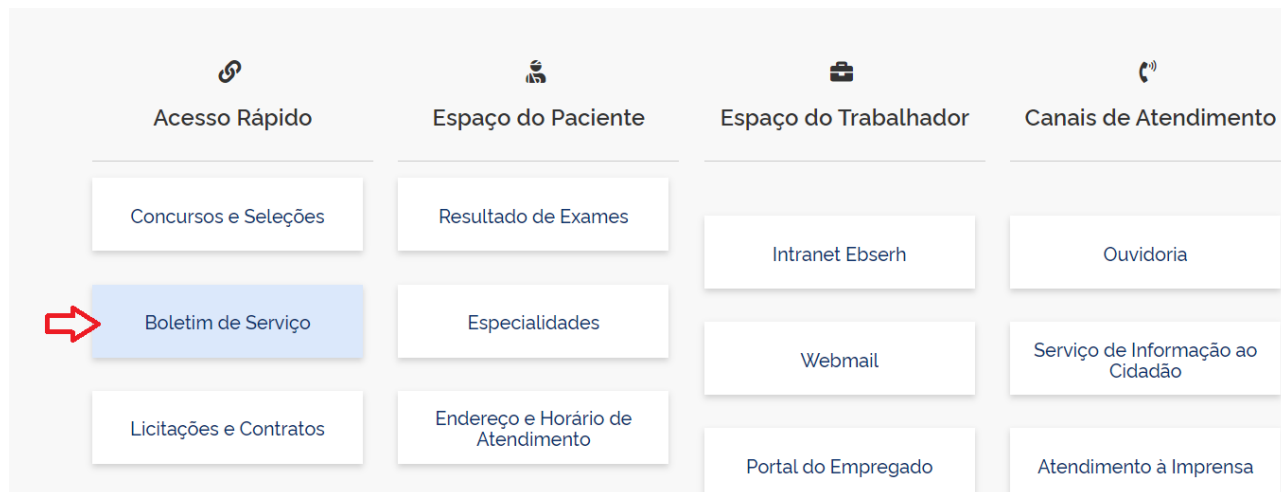 Acesso Rápido
Espaço do Paciente
Espaço do Trabalhador
Canais de Atendimento
Concursos e Seleções
Boletim de Serviço
Licitações e Contratos
Resultado de Exames
Especialidades
Endereço e Horário de
Atendimento
Intranet Ebserh
Webmail
Portal do Empregado
Ouvidoria
Serviço de Informação ao
Cidadão
Atendimento à Imprensa